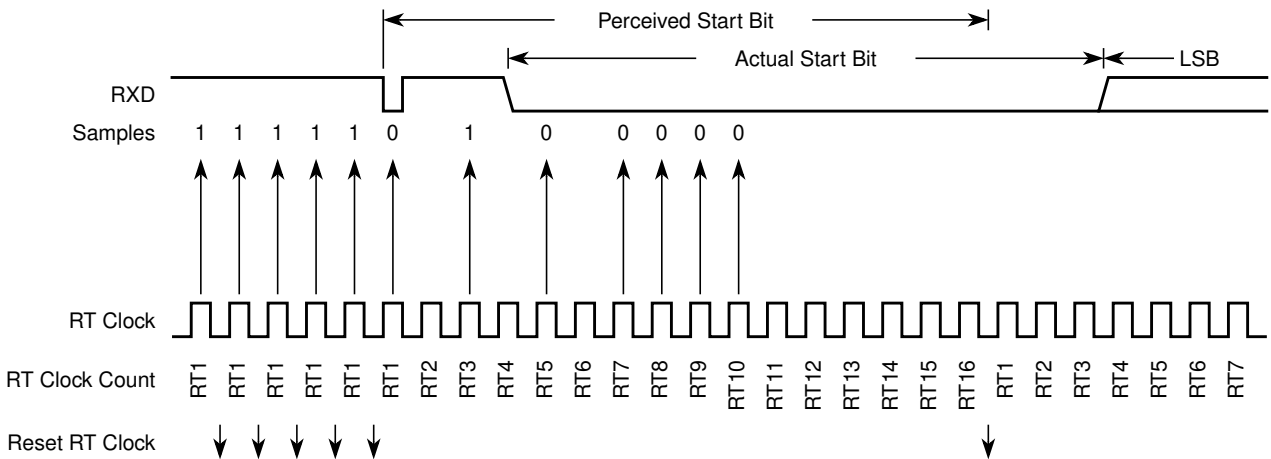 Perceived Start Bit
Actual Start Bit
LSB
RXD
Samples 1 1 1 1 1 0 1 0 0 0 0 0
RT Clock
RT Clock Count RT1 RT1 RT1 RT1 RT1 RT1 RT2 RT3 RT4 RT5 RT6 RT7 RT8 RT9 RT10 RT11 RT12 RT13 RT14 RT15 RT16 RT1 RT2 RT3 RT4 RT5 RT6 RT7
Reset RT Clock